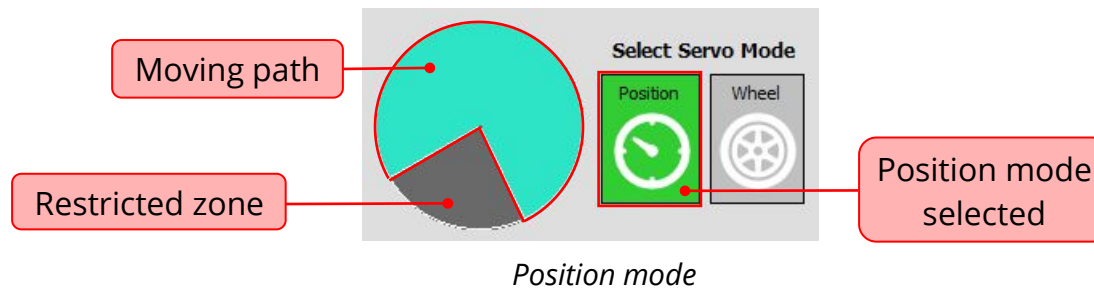 Moving path
Restricted zone
Select Servo Mode
Position
Wheel
Position mode
selected
Position mode